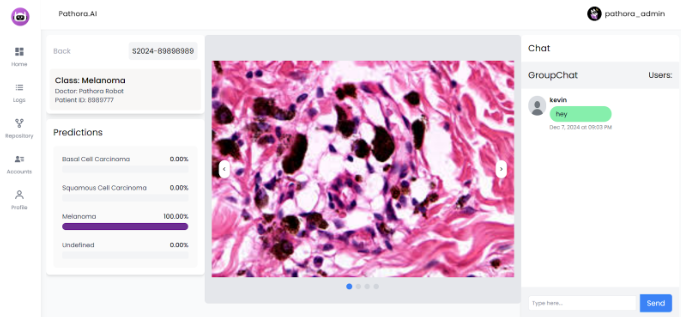 Pathora.AI
pathora_admin
Home
Logs
Repository
Accounts
Profile
Back
S2024-89898989
Class: Melanoma
Doctor: Pathora Robot
Patient ID: 8989777
Predictions
Basal Cell Carcinoma 0.00%
Squamous Cell Carcinoma 0.00%
Melanoma 100.00%
Undefined 0.00%
Chat
GroupChat Users:
kevin
hey
Dec 7, 2024 at 09:03 PM
Type here...
Send